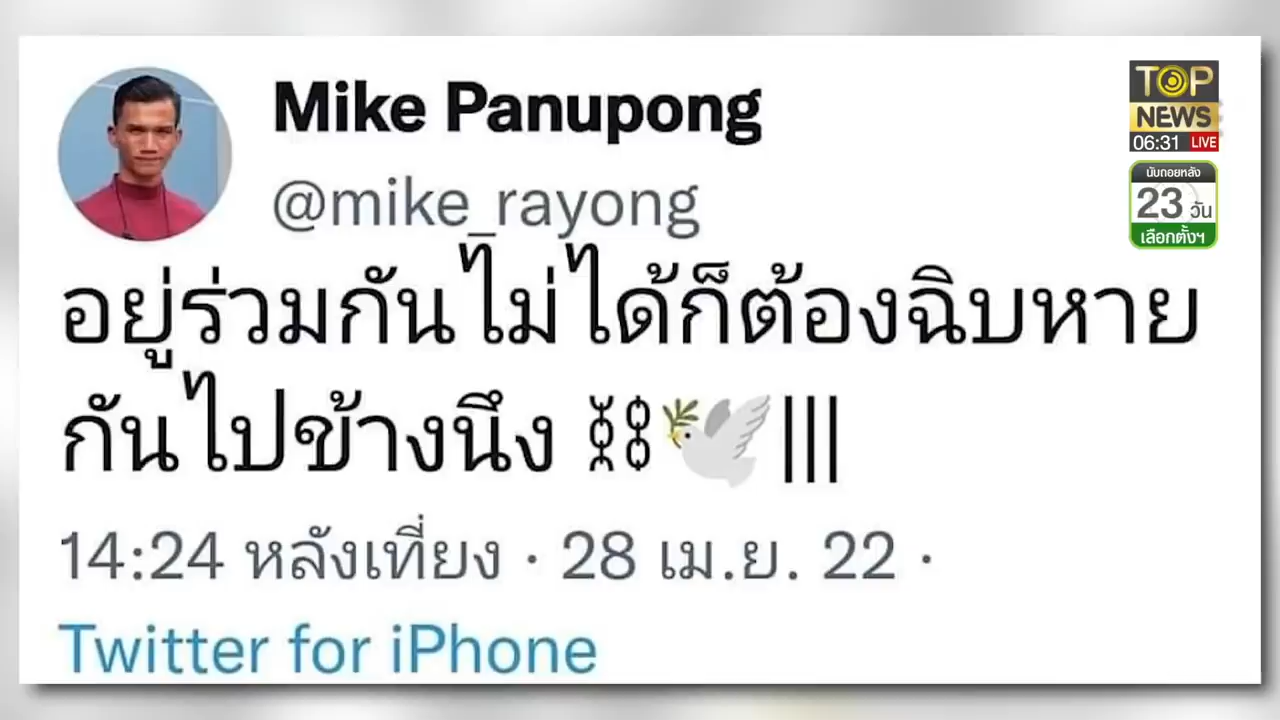 Mike Panupong
@mike_rayong
อยู่ร่วมกันไม่ได้ก็ต้องฉิบหาย
กันไปข้างนึง ⛓🕊|||
14:24 หลังเที่ยง · 28 เม.ย. 22 ·
Twitter for iPhone
TOP
NEWS
06:31 LIVE
นับถอยหลัง
23 วัน
เลือกตั้งฯ